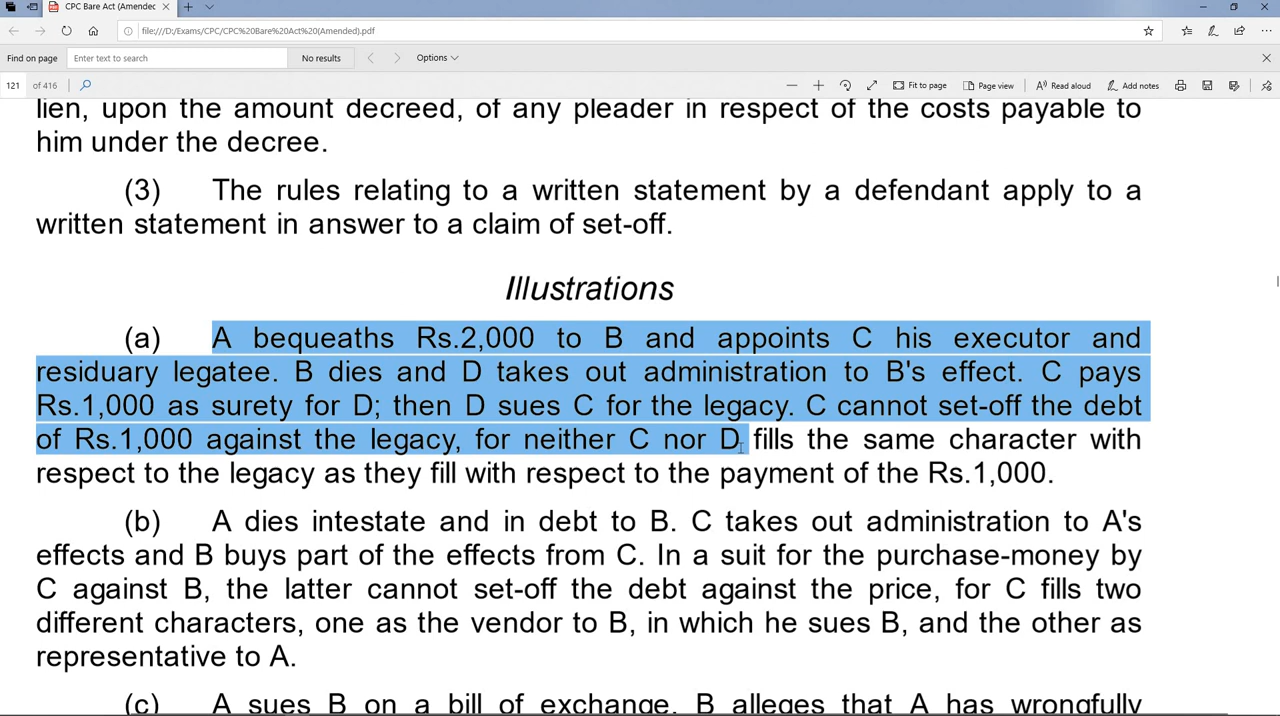 CPC Bare Act (Amended
file:///D:/Exams/CPC/CPC%20Bare%20Act%20(Amended).pdf
Find on page Enter text to search No results Options
121 of 416 Fit to page Page view Read aloud Add notes
lien, upon the amount decreed, of any pleader in respect of the costs payable to
him under the decree.
(3) The rules relating to a written statement by a defendant apply to a
written statement in answer to a claim of set-off.
Illustrations
(a) A bequeaths Rs.2,000 to B and appoints C his executor and
residuary legatee. B dies and D takes out administration to B's effect. C pays
Rs.1,000 as surety for D; then D sues C for the legacy. C cannot set-off the debt
of Rs.1,000 against the legacy, for neither C nor D fills the same character with
respect to the legacy as they fill with respect to the payment of the Rs.1,000.
(b) A dies intestate and in debt to B. C takes out administration to A's
effects and B buys part of the effects from C. In a suit for the purchase-money by
C against B, the latter cannot set-off the debt against the price, for C fills two
different characters, one as the vendor to B, in which he sues B, and the other as
representative to A.
(c) A sues B on a bill of exchange. B alleges that A has wrongfully